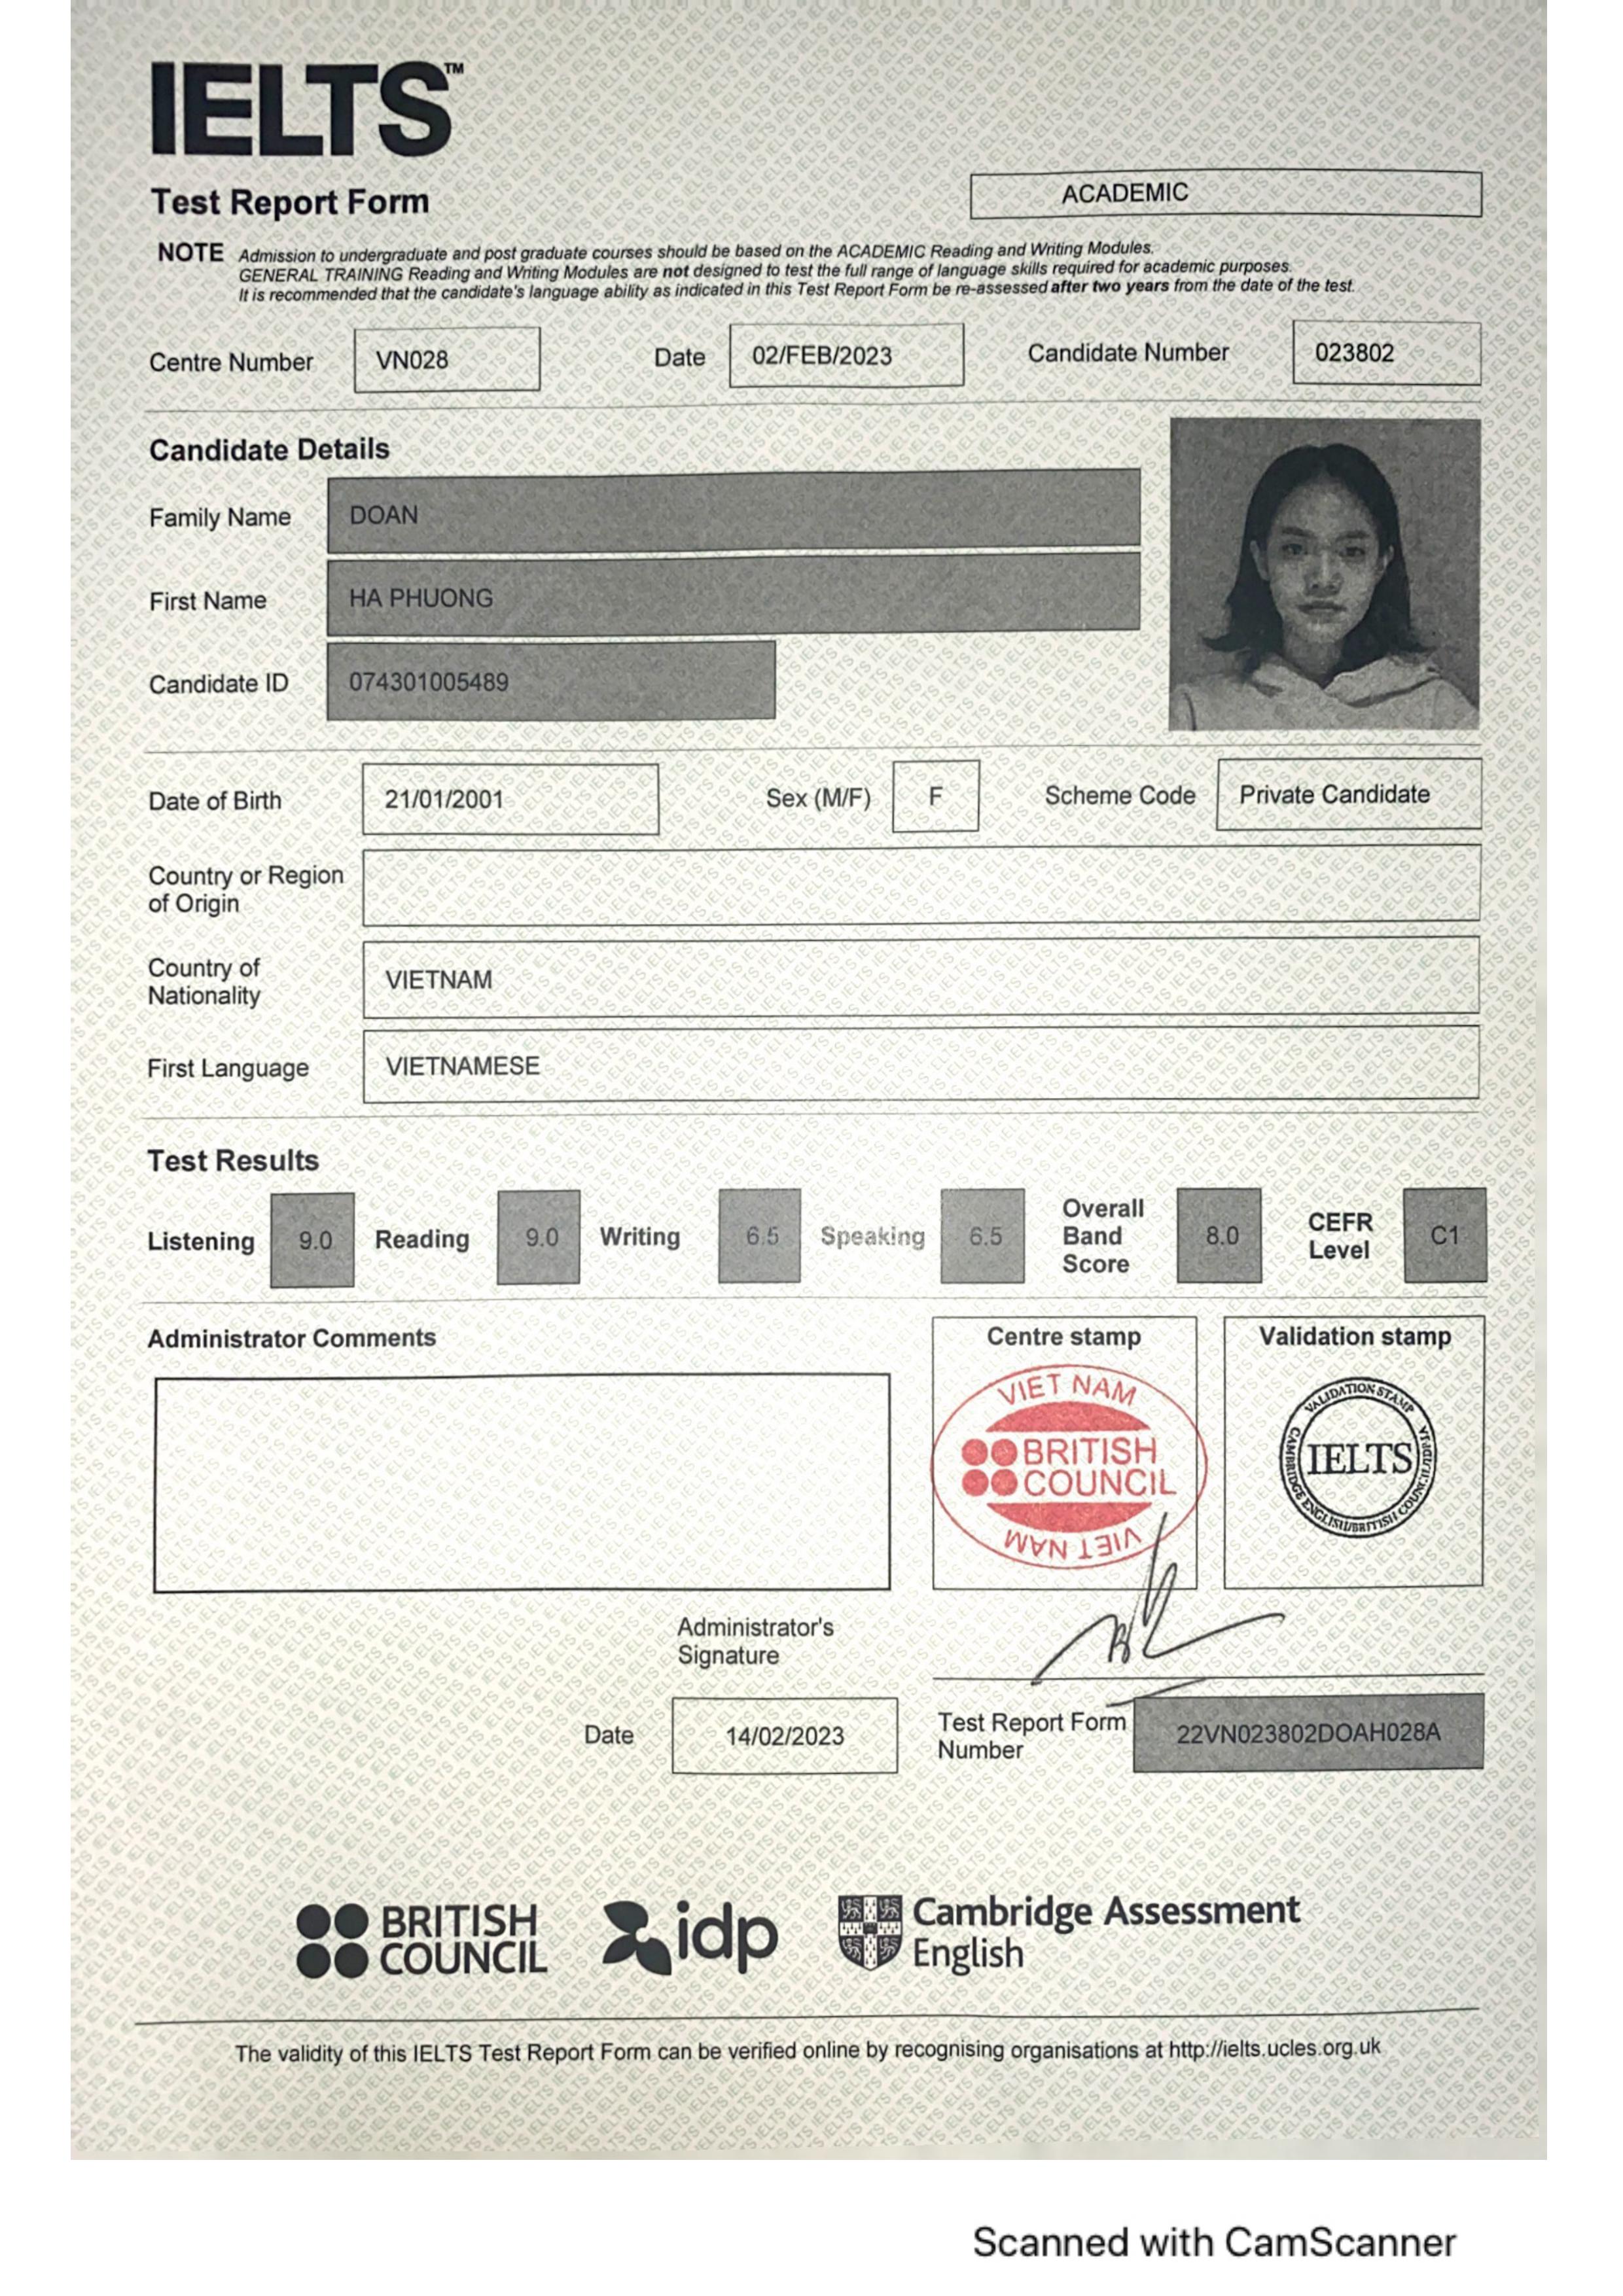 IELTS™
Test Report Form
ACADEMIC
NOTE Admission to undergraduate and post graduate courses should be based on the ACADEMIC Reading and Writing Modules.
GENERAL TRAINING Reading and Writing Modules are not designed to test the full range of language skills required for academic purposes.
It is recommended that the candidate's language ability as indicated in this Test Report Form be re-assessed after two years from the date of the test.
Centre Number VN028 Date 02/FEB/2023 Candidate Number 023802
Candidate Details
Family Name DOAN
First Name HA PHUONG
Candidate ID 074301005489
Date of Birth 21/01/2001 Sex (M/F) F Scheme Code Private Candidate
Country or Region
of Origin
Country of
Nationality VIETNAM
First Language VIETNAMESE
Test Results
Listening 9.0 Reading 9.0 Writing 6.5 Speaking 6.5 Overall Band Score 8.0 CEFR Level C1
Administrator Comments
Centre stamp
VIET NAM
BRITISH
COUNCIL
VIET NAM
Validation stamp
VALIDATION STAMP
IELTS
CAMBRIDGE ENGLISH/BRITISH COUNCIL/IDP:IA
Administrator's
Signature
Date 14/02/2023
Test Report Form
Number 22VN023802DOAH028A
BRITISH
COUNCIL
idp
Cambridge Assessment
English
The validity of this IELTS Test Report Form can be verified online by recognising organisations at http://ielts.ucles.org.uk
Scanned with CamScanner